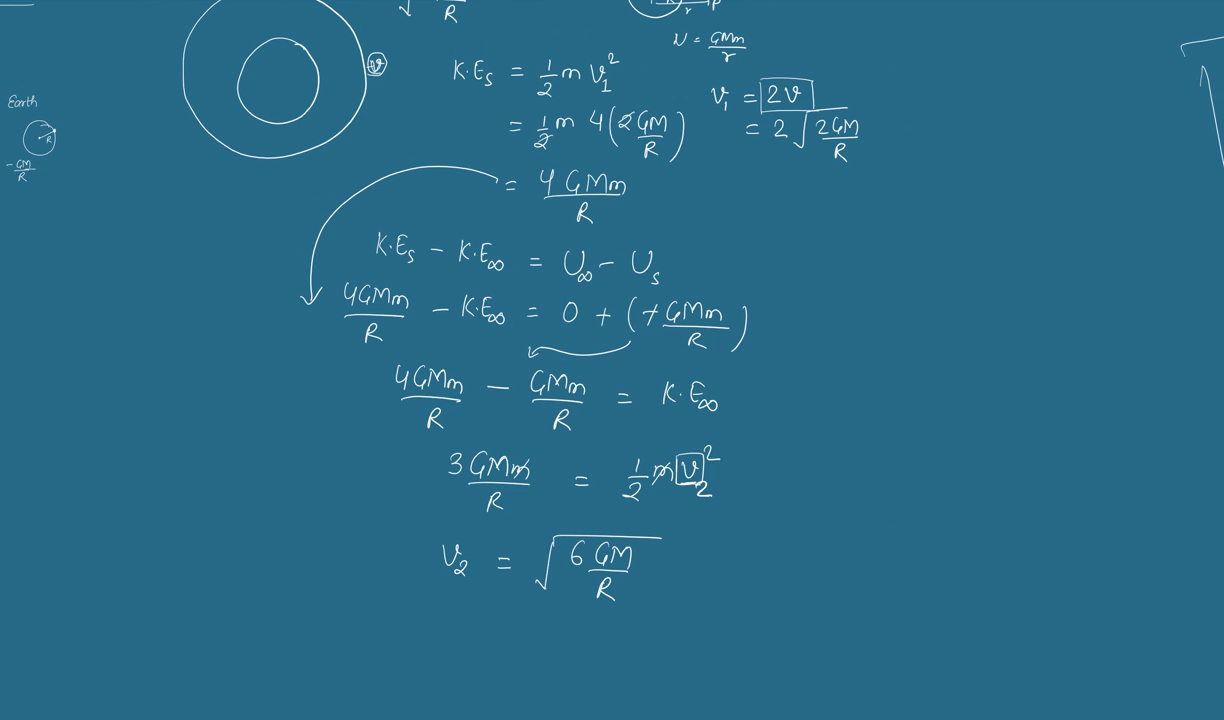 R
r
U = GMm/r
K.E_s = 1/2 m v_1^2
v_1 = 2v
= 1/2 m 4 (2GM/R)
= 2 √(2GM/R)
Earth
R
-GM/R
v
= 4GMm/R
K.E_s - K.E_∞ = U_∞ - U_s
4GMm/R - K.E_∞ = 0 + (+GMm/R)
4GMm/R - GMm/R = K.E_∞
3GMm/R = 1/2 m v_2^2
v_2 = √(6GM/R)